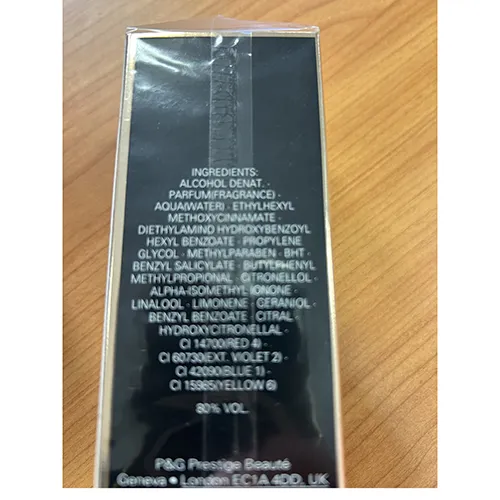 INGREDIENTS:
ALCOHOL DENAT. -
PARFUM(FRAGRANCE) -
AQUA(WATER) - ETHYLHEXYL
METHOXYCINNAMATE -
DIETHYLAMINO HYDROXYBENZOYL
HEXYL BENZOATE - PROPYLENE
GLYCOL - METHYLPARABEN - BHT -
BENZYL SALICYLATE - BUTYLPHENYL
METHYLPROPIONAL - CITRONELLOL -
ALPHA-ISOMETHYL IONONE -
LINALOOL - LIMONENE - GERANIOL -
BENZYL BENZOATE - CITRAL
HYDROXYCITRONELLAL -
CI 14700(RED 4) -
CI 60730(EXT. VIOLET 2) -
CI 42090(BLUE 1) -
CI 15985(YELLOW 6)
80% VOL.
P&G Prestige Beauté
Geneva • London EC1A 4DD, UK